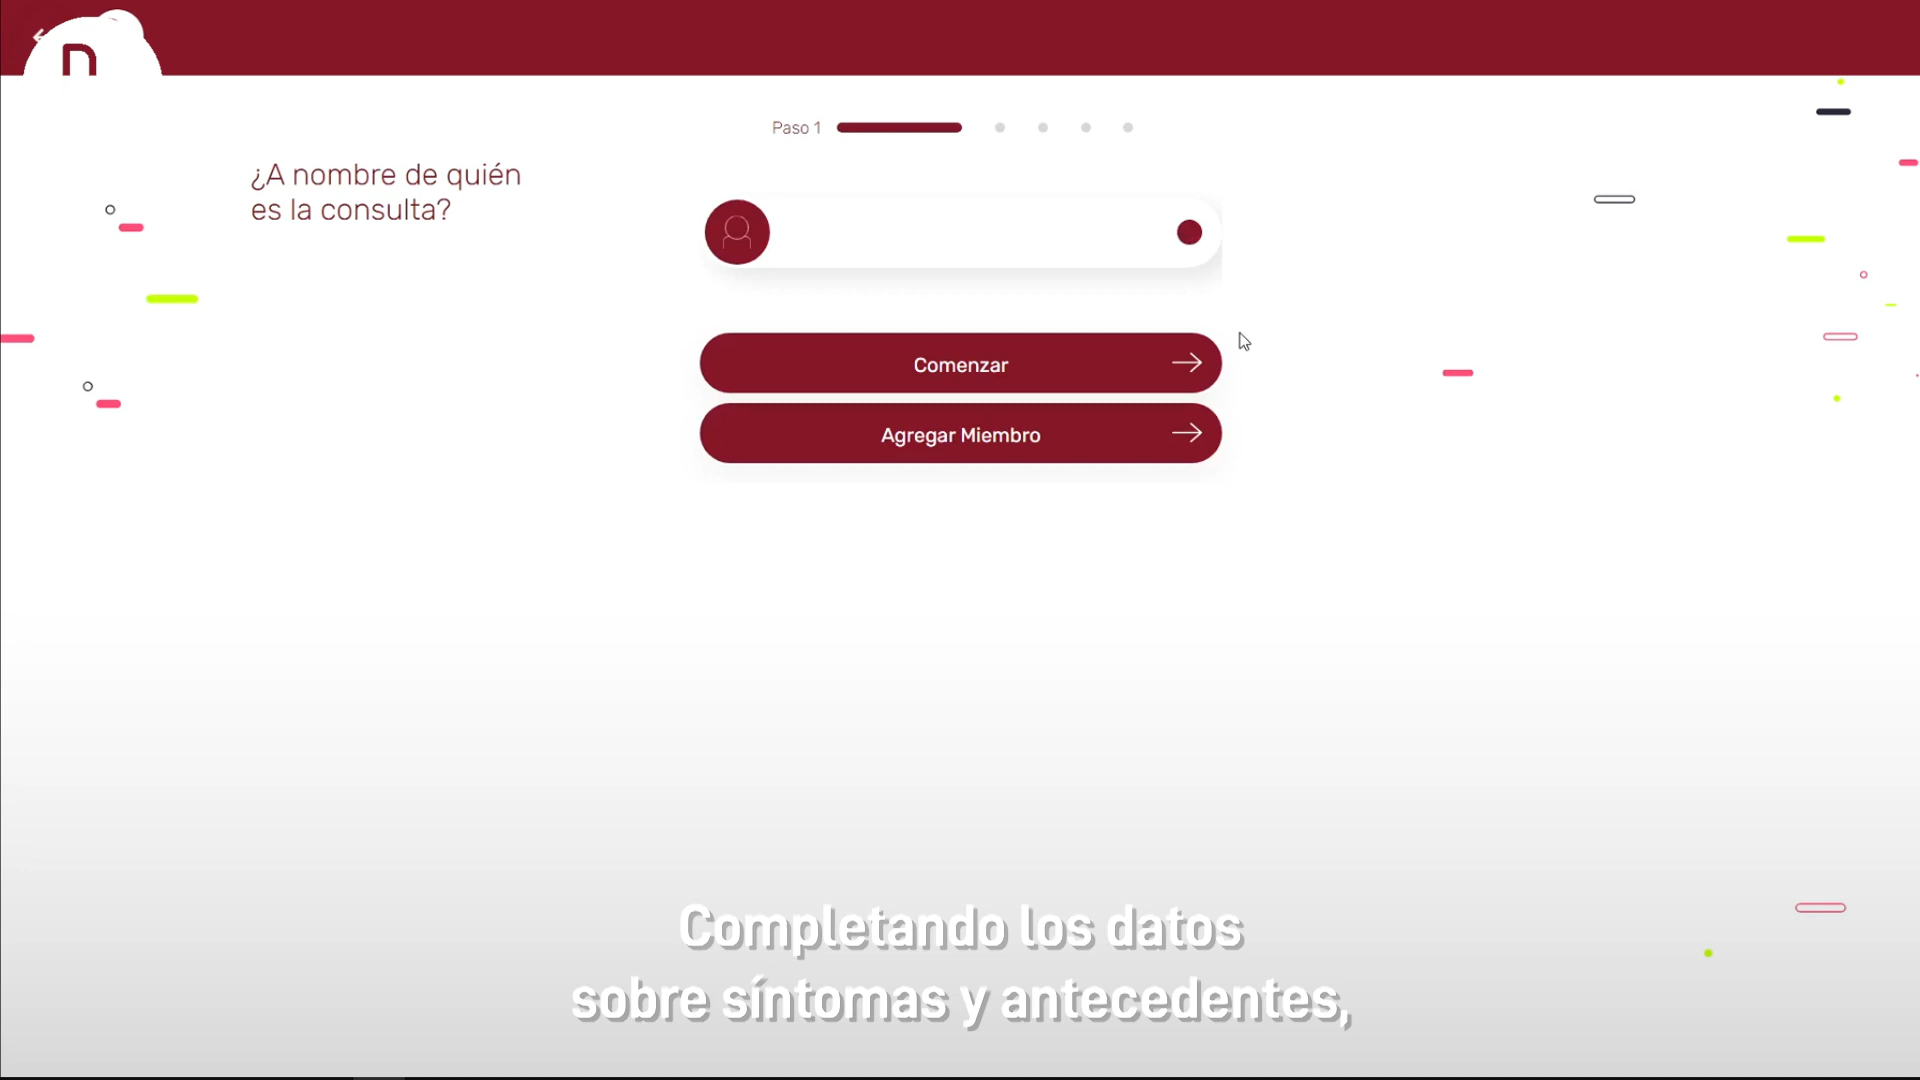 n
Paso 1
¿A nombre de quién
es la consulta?
Comenzar
Agregar Miembro
Completando los datos
sobre síntomas y antecedentes,